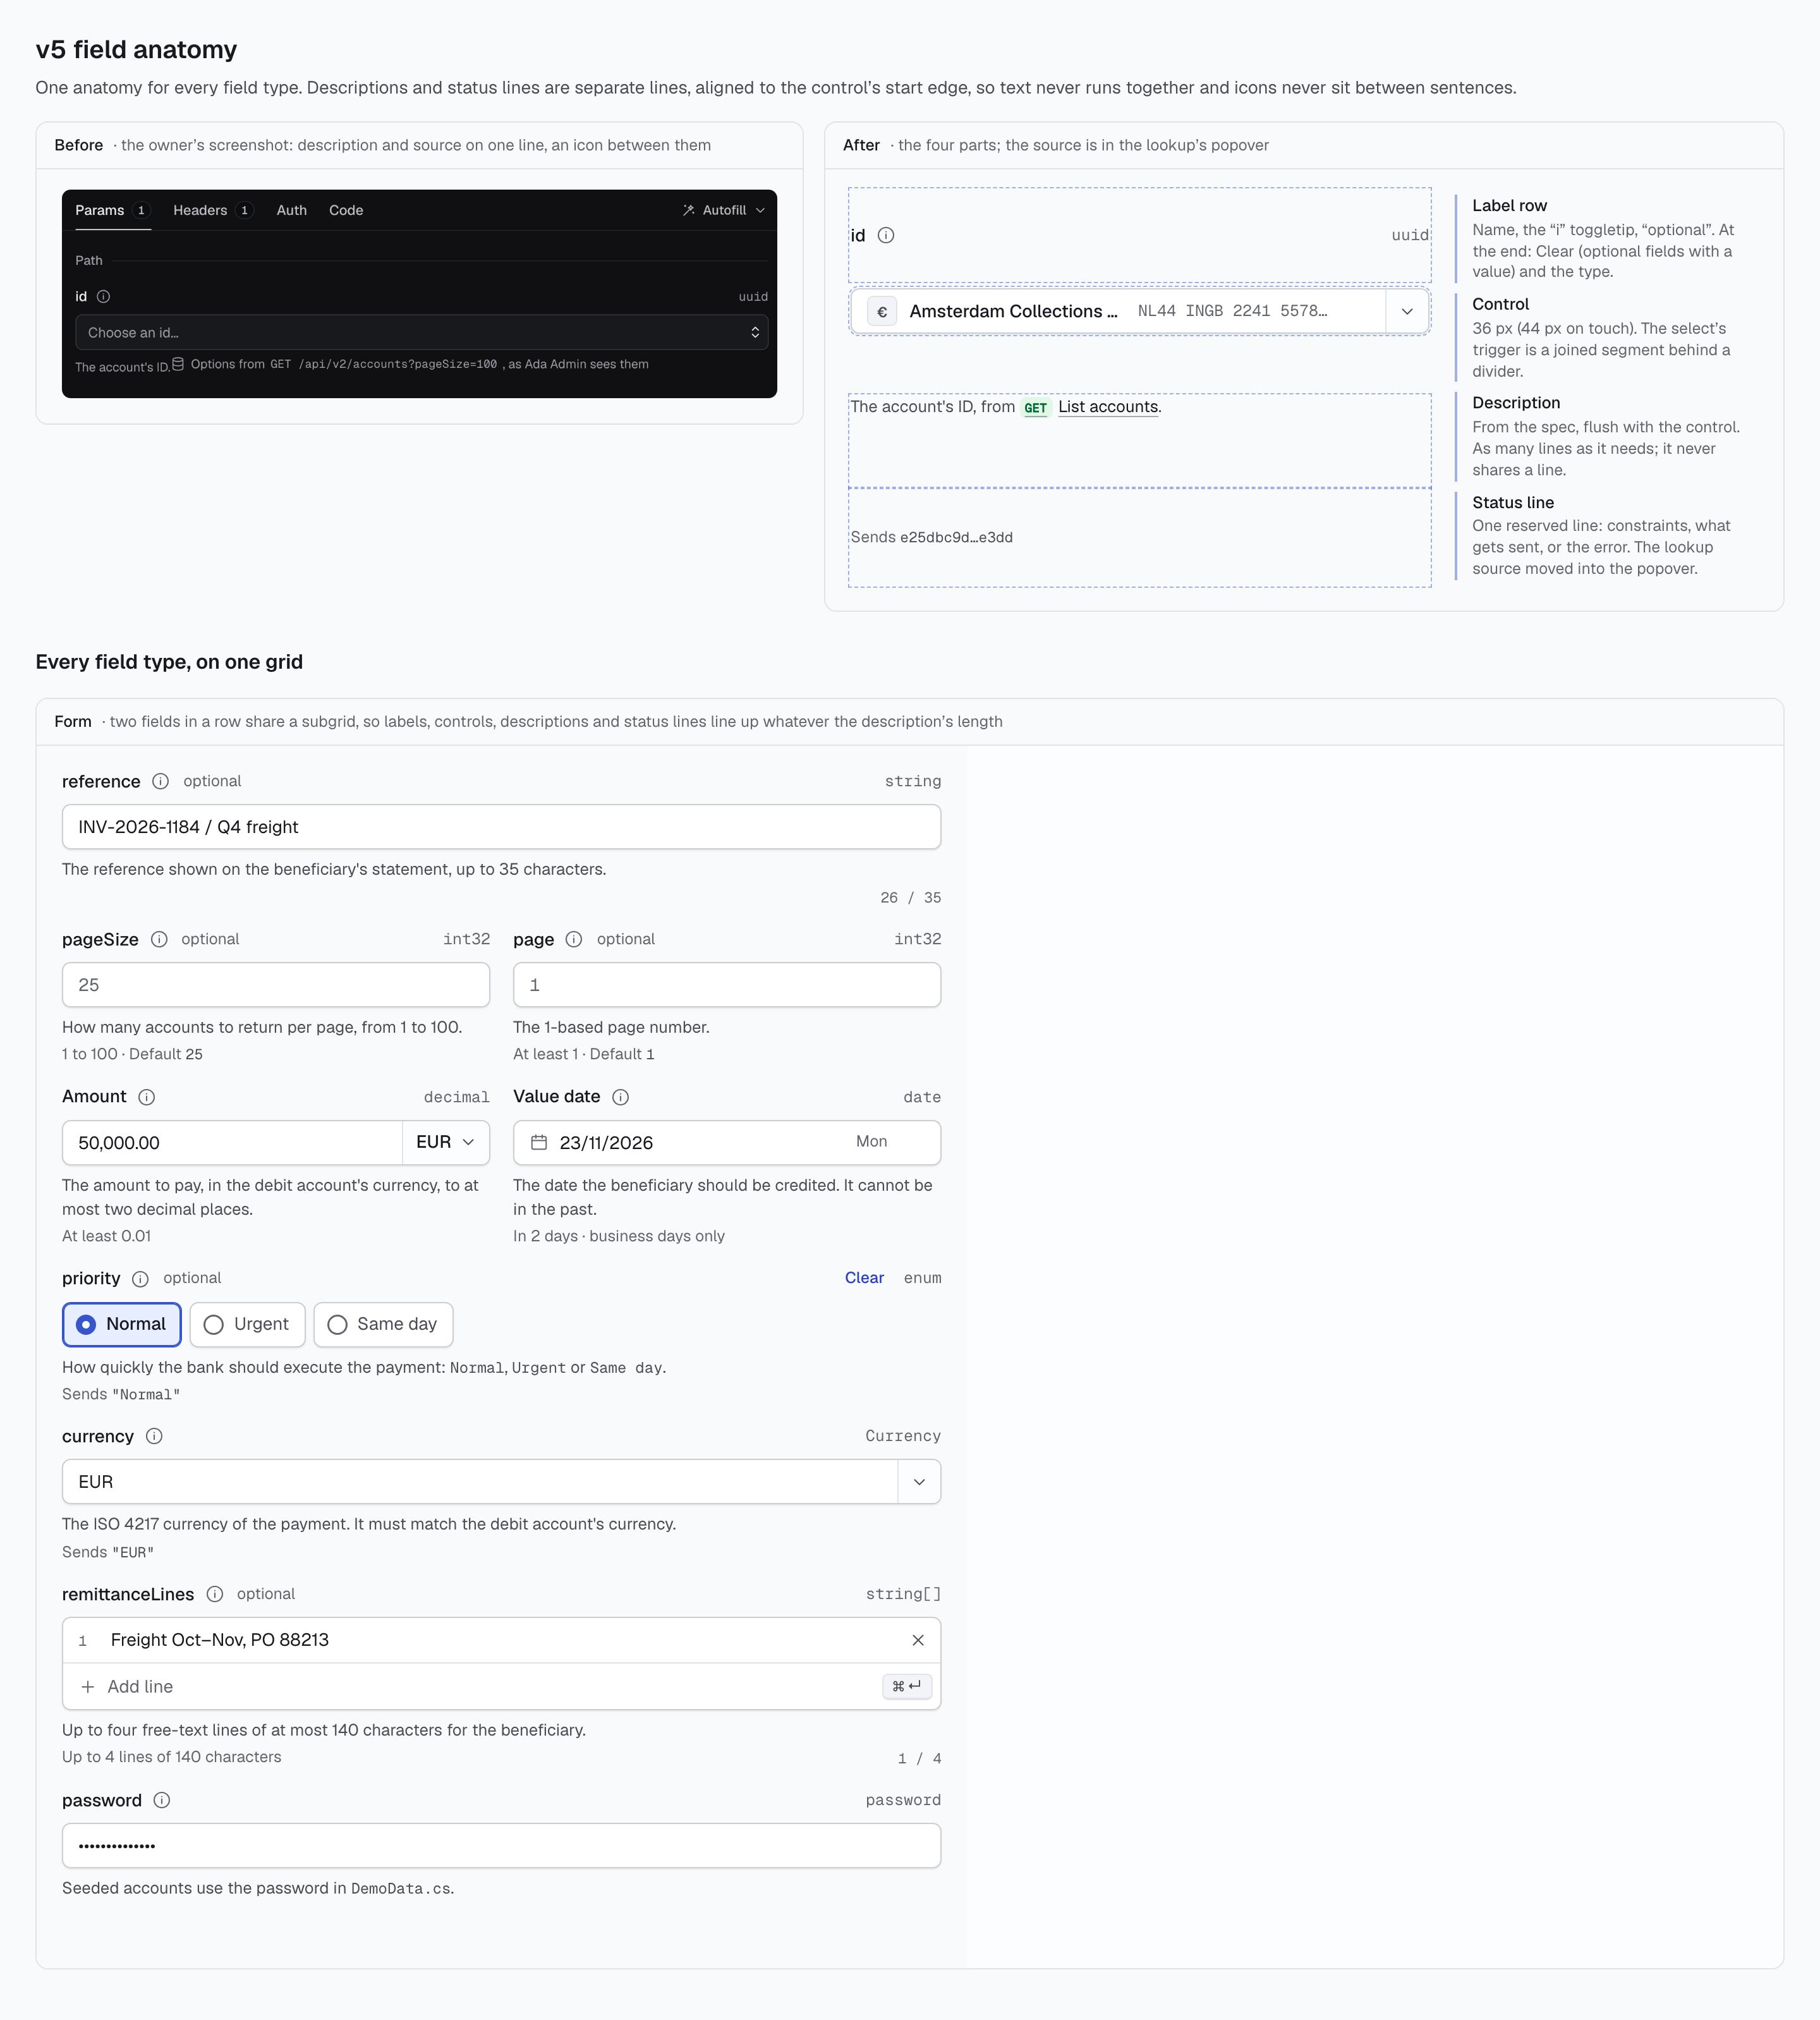 v5 field anatomy
One anatomy for every field type. Descriptions and status lines are separate lines, aligned to the control’s start edge, so text never runs together and icons never sit between sentences.
Before · the owner’s screenshot: description and source on one line, an icon between them
Params 1 Headers 1 Auth Code Autofill
Path
id uuid
Choose an id…
The account's ID. Options from GET /api/v2/accounts?pageSize=100 , as Ada Admin sees them
After · the four parts; the source is in the lookup’s popover
id uuid
€ Amsterdam Collections … NL44 INGB 2241 5578…
The account's ID, from GET List accounts.
Sends e25dbc9d…e3dd
Label row
Name, the “i” toggletip, “optional”. At
the end: Clear (optional fields with a
value) and the type.
Control
36 px (44 px on touch). The select’s
trigger is a joined segment behind a
divider.
Description
From the spec, flush with the control.
As many lines as it needs; it never
shares a line.
Status line
One reserved line: constraints, what
gets sent, or the error. The lookup
source moved into the popover.
Every field type, on one grid
Form · two fields in a row share a subgrid, so labels, controls, descriptions and status lines line up whatever the description’s length
reference optional string
INV-2026-1184 / Q4 freight
The reference shown on the beneficiary's statement, up to 35 characters.
26 / 35
pageSize optional int32
25
How many accounts to return per page, from 1 to 100.
1 to 100 · Default 25
page optional int32
1
The 1-based page number.
At least 1 · Default 1
Amount decimal
50,000.00 EUR
The amount to pay, in the debit account's currency, to at
most two decimal places.
At least 0.01
Value date date
23/11/2026 Mon
The date the beneficiary should be credited. It cannot be
in the past.
In 2 days · business days only
priority optional Clear enum
Normal Urgent Same day
How quickly the bank should execute the payment: Normal, Urgent or Same day.
Sends "Normal"
currency Currency
EUR
The ISO 4217 currency of the payment. It must match the debit account's currency.
Sends "EUR"
remittanceLines optional string[]
1 Freight Oct–Nov, PO 88213
Add line ⌘↵
Up to four free-text lines of at most 140 characters for the beneficiary.
Up to 4 lines of 140 characters 1 / 4
password password
••••••••••••••
Seeded accounts use the password in DemoData.cs.